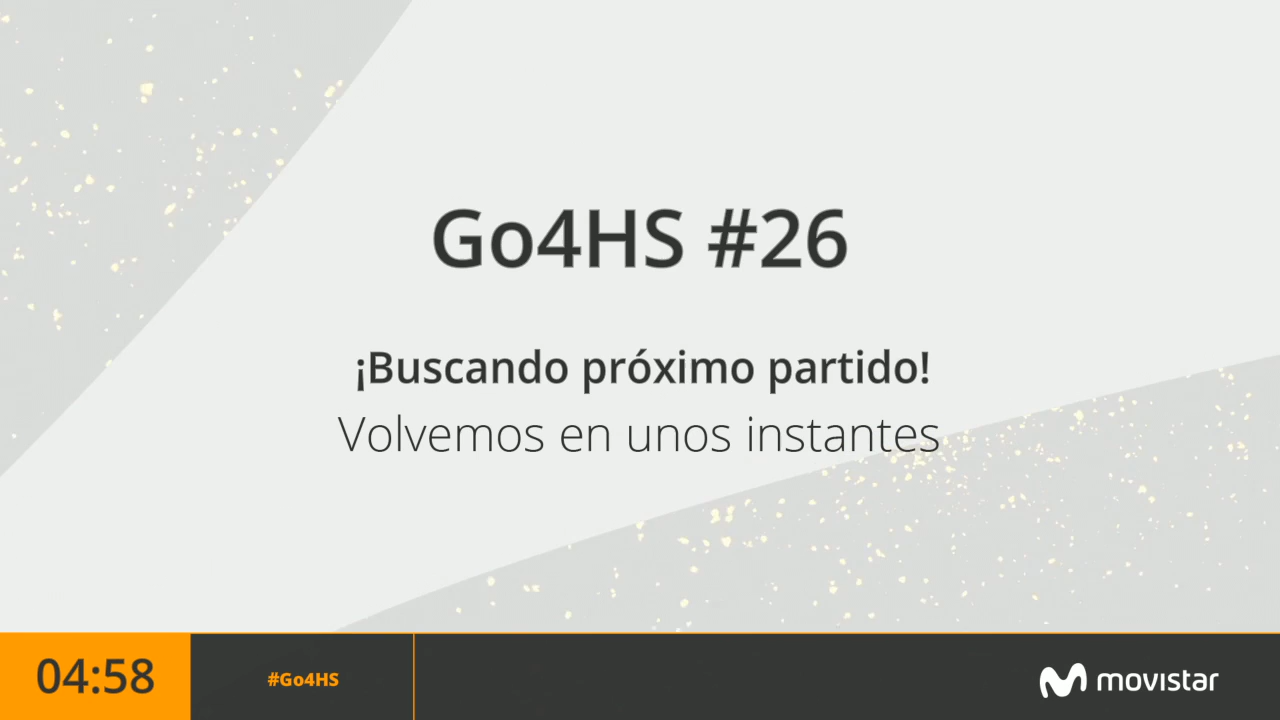 Go4HS #26
¡Buscando próximo partido!
Volvemos en unos instantes
04:58
#Go4HS
movistar